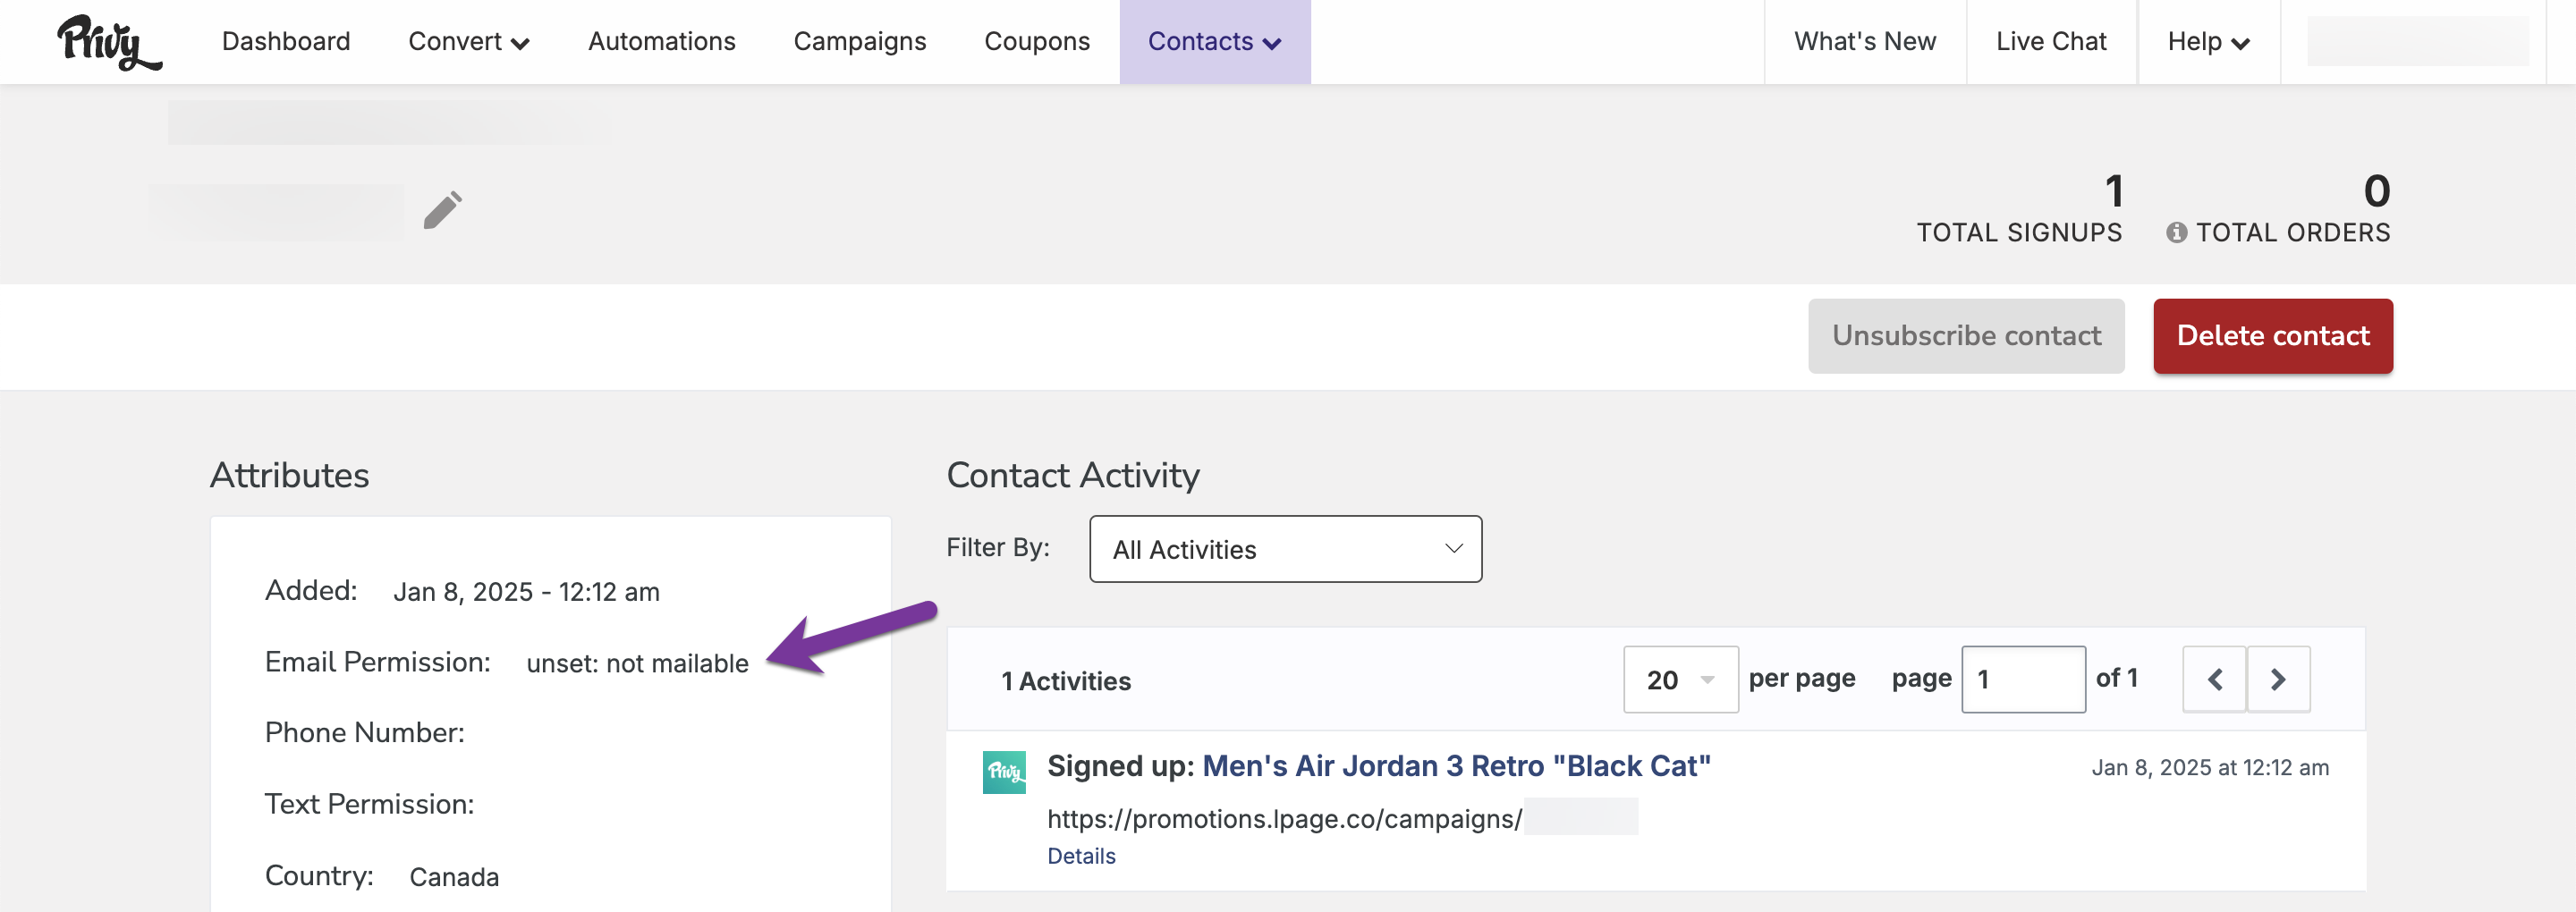 Privy Dashboard Convert Automations Campaigns Coupons Contacts What's New Live Chat Help
1 0
TOTAL SIGNUPS TOTAL ORDERS
Unsubscribe contact Delete contact
Attributes
Added: Jan 8, 2025 - 12:12 am
Email Permission: unset: not mailable
Phone Number:
Text Permission:
Country: Canada
Contact Activity
Filter By: All Activities
1 Activities 20 per page page 1 of 1
Privy Signed up: Men's Air Jordan 3 Retro "Black Cat" Jan 8, 2025 at 12:12 am
https://promotions.lpage.co/campaigns/
Details